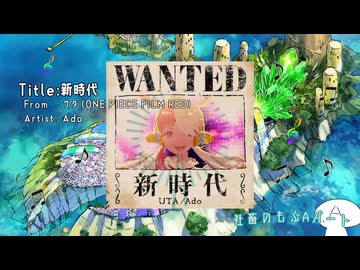 Title:新時代
From : ウタ(ONE PIECE FILM RED)
Artist : Ado
WANTED
新時代
UTA/Ado